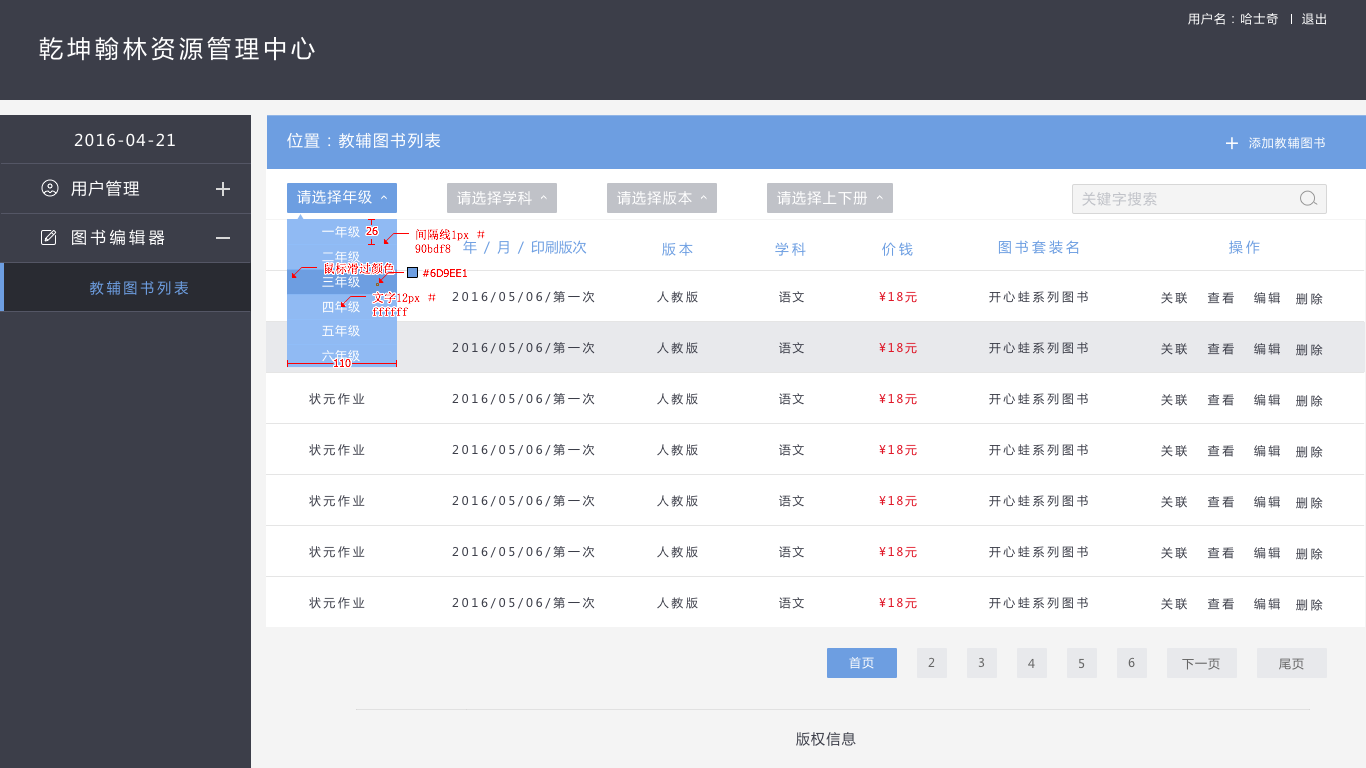 用户名：哈士奇 | 退出
乾坤翰林资源管理中心
2016-04-21
用户管理
图书编辑器
教辅图书列表
位置：教辅图书列表
+ 添加教辅图书
请选择年级 请选择学科 请选择版本 请选择上下册 关键字搜索
一年级
二年级
三年级
四年级
五年级
六年级
26
间隔线1px #
90bdf8
鼠标滑过颜色
#6D9EE1
文字12px #
ffffff
110
年 / 月 / 印刷版次 版本 学科 价钱 图书套装名 操作
2016/05/06/第一次 人教版 语文 ¥18元 开心蛙系列图书 关联 查看 编辑 删除
2016/05/06/第一次 人教版 语文 ¥18元 开心蛙系列图书 关联 查看 编辑 删除
状元作业 2016/05/06/第一次 人教版 语文 ¥18元 开心蛙系列图书 关联 查看 编辑 删除
状元作业 2016/05/06/第一次 人教版 语文 ¥18元 开心蛙系列图书 关联 查看 编辑 删除
状元作业 2016/05/06/第一次 人教版 语文 ¥18元 开心蛙系列图书 关联 查看 编辑 删除
状元作业 2016/05/06/第一次 人教版 语文 ¥18元 开心蛙系列图书 关联 查看 编辑 删除
状元作业 2016/05/06/第一次 人教版 语文 ¥18元 开心蛙系列图书 关联 查看 编辑 删除
首页 2 3 4 5 6 下一页 尾页
版权信息